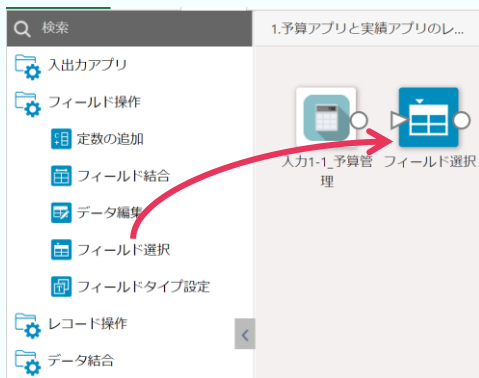 検索
入出力アプリ
フィールド操作
定数の追加
フィールド結合
データ編集
フィールド選択
フィールドタイプ設定
レコード操作
データ結合
1.予算アプリと実績アプリのレ...
入力1-1_予算管
理
フィールド選択